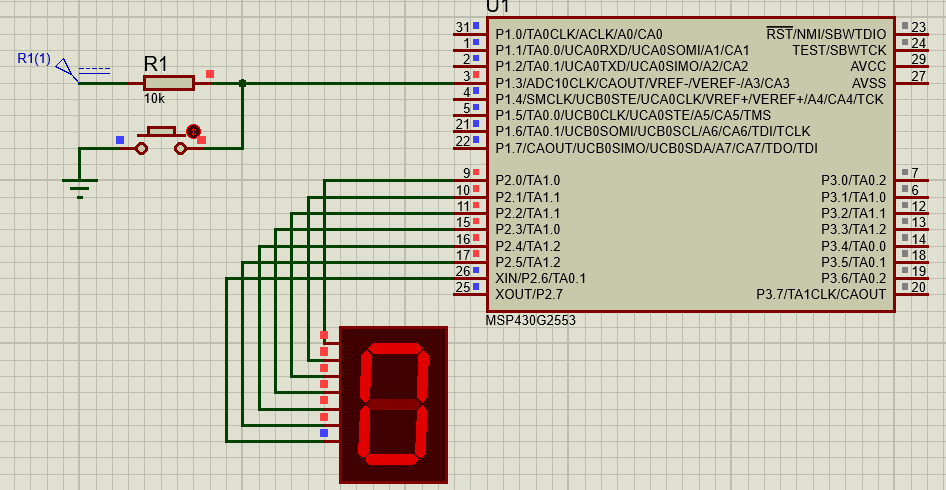 U1
R1(1)
R1
10k
31 P1.0/TA0CLK/ACLK/A0/CA0 RST/NMI/SBWTDIO 23
1 P1.1/TA0.0/UCA0RXD/UCA0SOMI/A1/CA1 TEST/SBWTCK 24
2 P1.2/TA0.1/UCA0TXD/UCA0SIMO/A2/CA2 AVCC 29
3 P1.3/ADC10CLK/CAOUT/VREF-/VEREF-/A3/CA3 AVSS 27
4 P1.4/SMCLK/UCB0STE/UCA0CLK/VREF+/VEREF+/A4/CA4/TCK
5 P1.5/TA0.0/UCB0CLK/UCA0STE/A5/CA5/TMS
21 P1.6/TA0.1/UCB0SOMI/UCB0SCL/A6/CA6/TDI/TCLK
22 P1.7/CAOUT/UCB0SIMO/UCB0SDA/A7/CA7/TDO/TDI
9 P2.0/TA1.0 P3.0/TA0.2 7
10 P2.1/TA1.1 P3.1/TA1.0 6
11 P2.2/TA1.1 P3.2/TA1.1 12
15 P2.3/TA1.0 P3.3/TA1.2 13
16 P2.4/TA1.2 P3.4/TA0.0 14
17 P2.5/TA1.2 P3.5/TA0.1 18
26 XIN/P2.6/TA0.1 P3.6/TA0.2 19
25 XOUT/P2.7 P3.7/TA1CLK/CAOUT 20
MSP430G2553
0